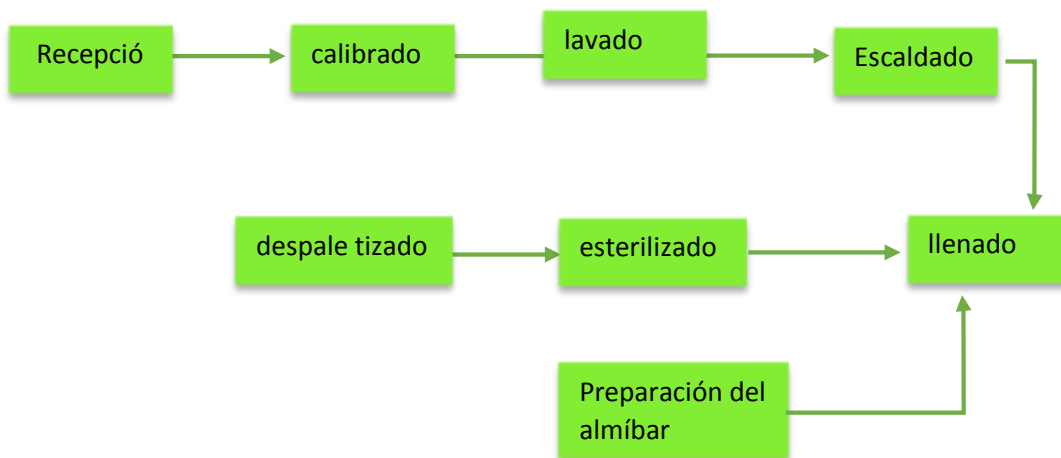 Recepció
calibrado
lavado
Escaldado
despale tizado
esterilizado
llenado
Preparación del
almíbar